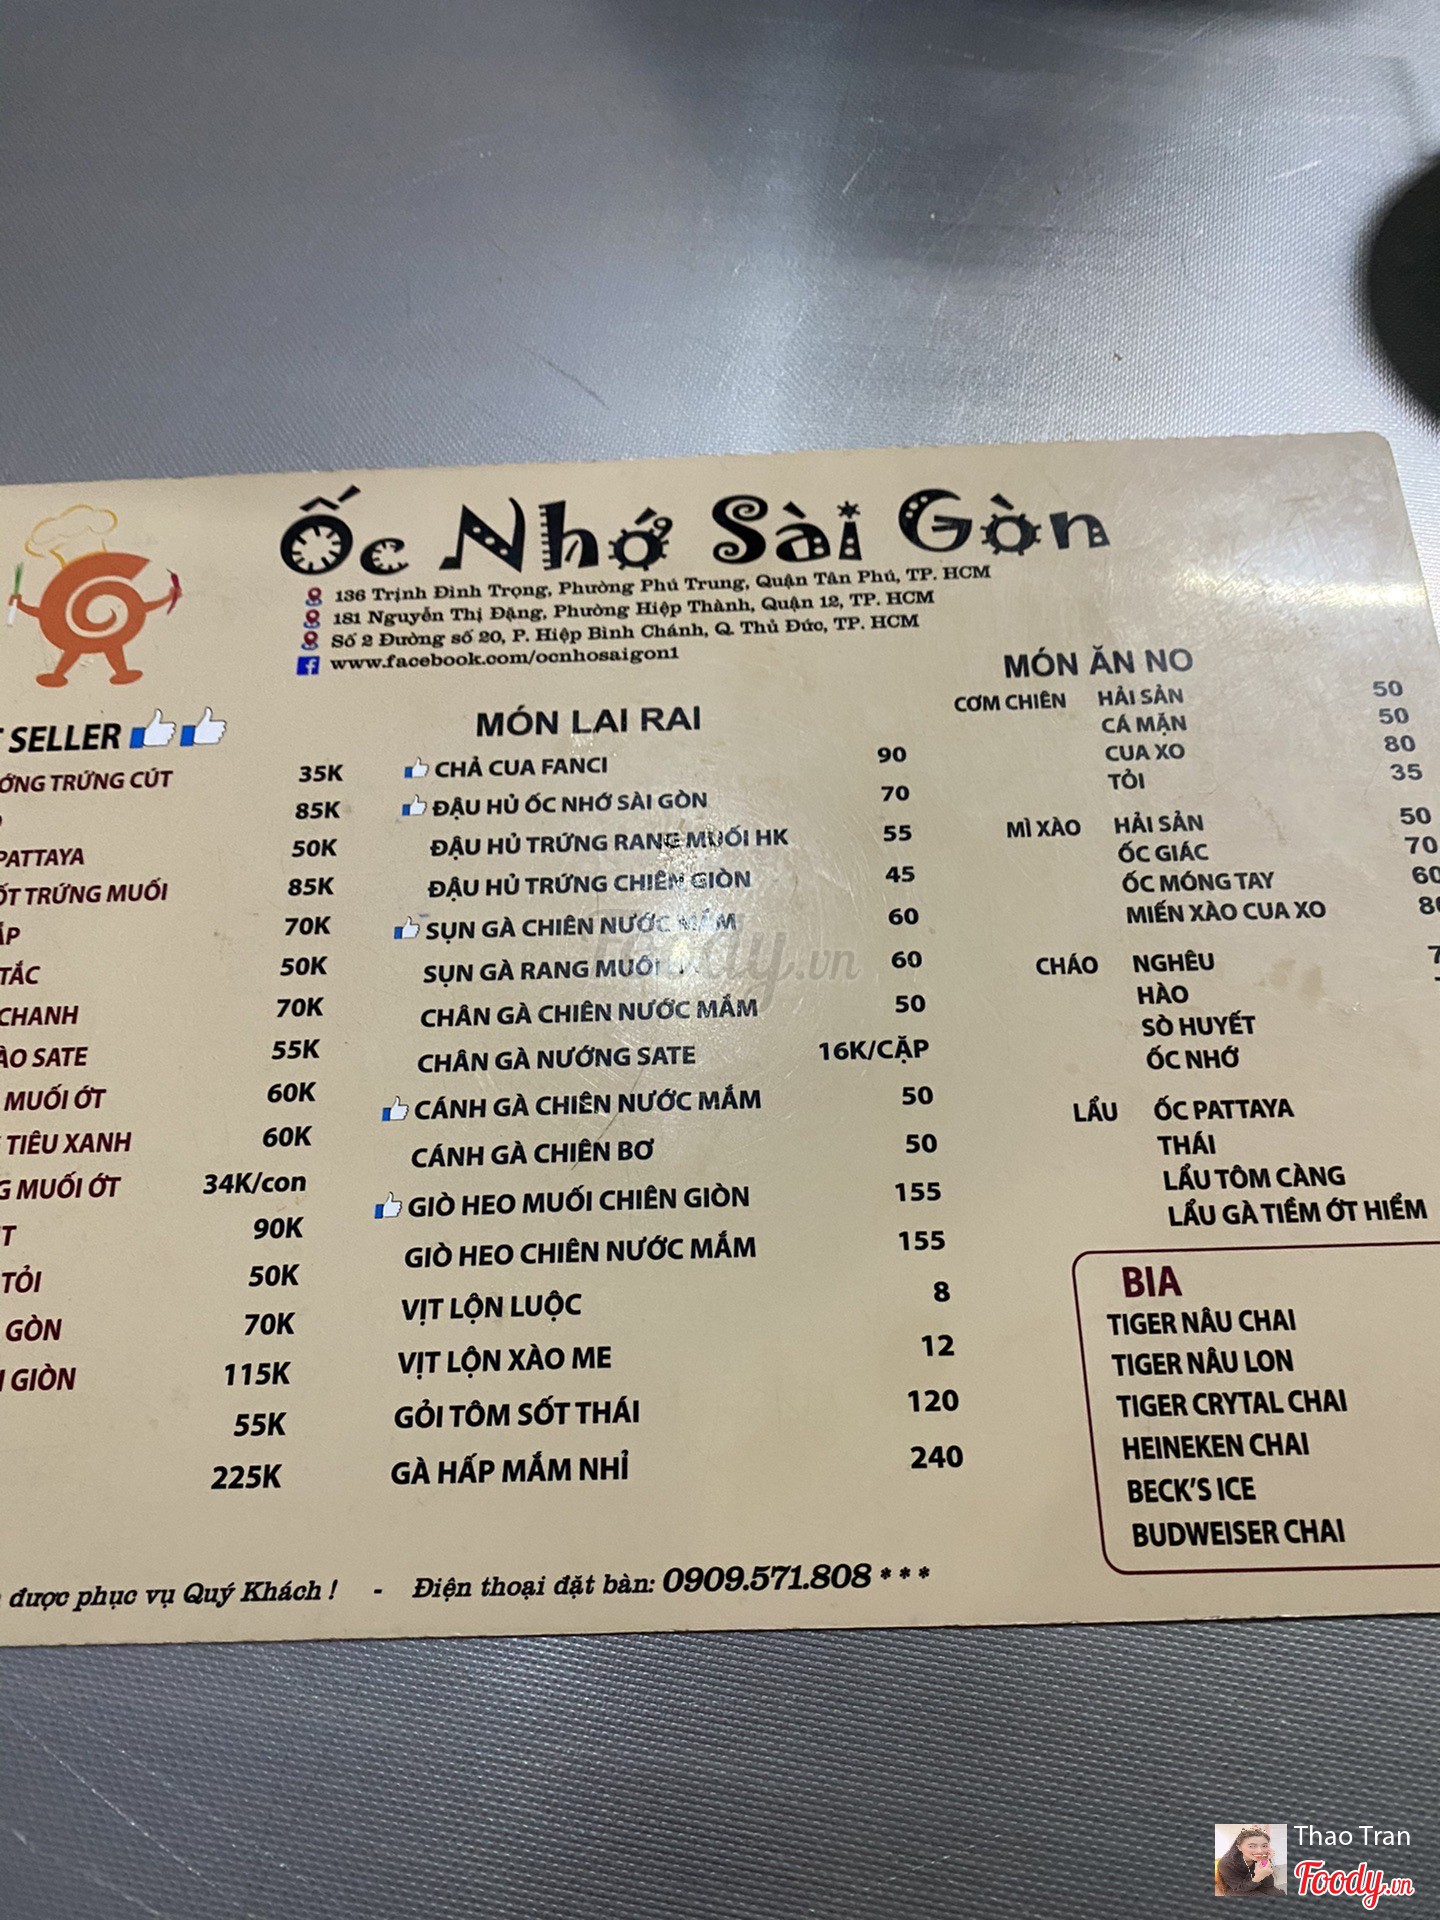 Ốc Nhớ Sài Gòn
136 Trịnh Đình Trọng, Phường Phú Trung, Quận Tân Phú, TP. HCM
181 Nguyễn Thị Đặng, Phường Hiệp Thành, Quận 12, TP. HCM
Số 2 Đường số 20, P. Hiệp Bình Chánh, Q. Thủ Đức, TP. HCM
www.facebook.com/ocnhosaigon1
SELLER
TRỨNG CÚT 35K
85K
PATTAYA 50K
TRỨNG MUỐI 85K
70K
TẮC 50K
CHANH 70K
SATE 55K
MUỐI ỚT 60K
TIÊU XANH 60K
MUỐI ỚT 34K/con
90K
TỎI 50K
GÒN 70K
GIÒN 115K
55K
225K
MÓN LAI RAI
CHẢ CUA FANCI 90
ĐẬU HỦ ỐC NHỚ SÀI GÒN 70
ĐẬU HỦ TRỨNG RANG MUỐI HK 55
ĐẬU HỦ TRỨNG CHIÊN GIÒN 45
SỤN GÀ CHIÊN NƯỚC MẮM 60
SỤN GÀ RANG MUỐI 60
CHÂN GÀ CHIÊN NƯỚC MẮM 50
CHÂN GÀ NƯỚNG SATE 16K/CẶP
CÁNH GÀ CHIÊN NƯỚC MẮM 50
CÁNH GÀ CHIÊN BƠ 50
GIÒ HEO MUỐI CHIÊN GIÒN 155
GIÒ HEO CHIÊN NƯỚC MẮM 155
VỊT LỘN LUỘC 8
VỊT LỘN XÀO ME 12
GỎI TÔM SỐT THÁI 120
GÀ HẤP MẮM NHỈ 240
MÓN ĂN NO
CƠM CHIÊN HẢI SẢN 50
CÁ MẶN 50
CUA XO 80
TỎI 35
MÌ XÀO HẢI SẢN 50
ỐC GIÁC 70
ỐC MÓNG TAY 60
MIẾN XÀO CUA XO
CHÁO NGHÊU
HÀO
SÒ HUYẾT
ỐC NHỚ
LẨU ỐC PATTAYA
THÁI
LẨU TÔM CÀNG
LẨU GÀ TIỀM ỚT HIỂM
BIA
TIGER NÂU CHAI
TIGER NÂU LON
TIGER CRYTAL CHAI
HEINEKEN CHAI
BECK'S ICE
BUDWEISER CHAI
được phục vụ Quý Khách ! - Điện thoại đặt bàn: 0909.571.808 ***
Foody.vn
Thao Tran
Foody.vn